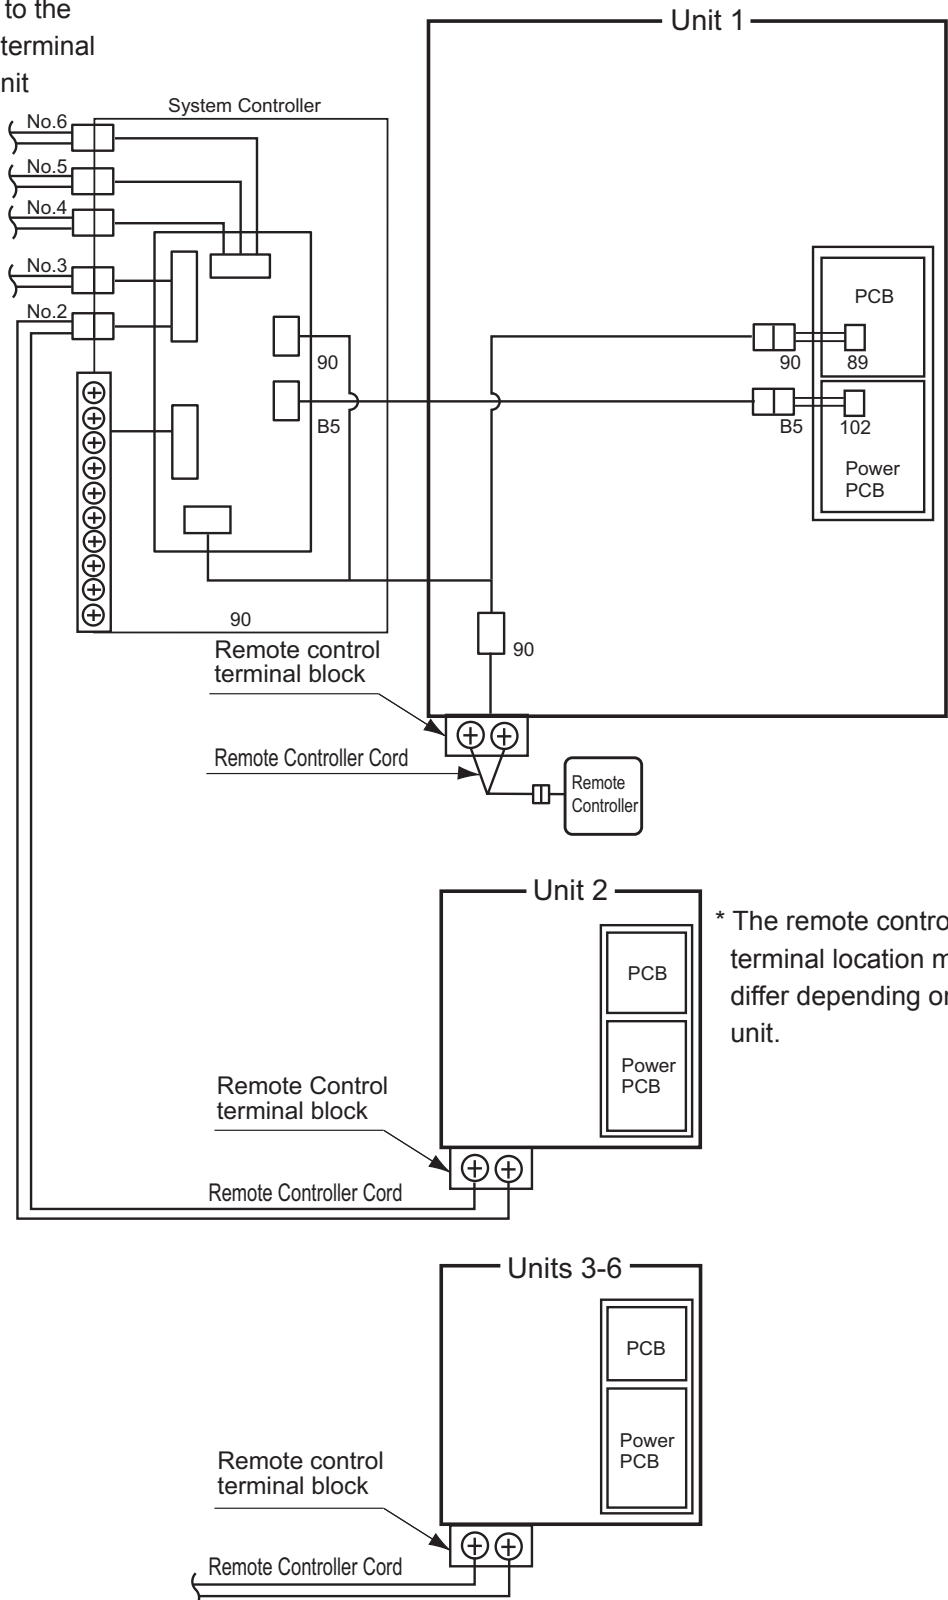 to the
terminal
nit
Unit 1
System Controller
No.6
No.5
No.4
No.3
No.2
PCB
90
90
89
B5
B5
102
Power
PCB
90
90
Remote control
terminal block
Remote Controller Cord
Remote
Controller
Unit 2
* The remote contro
terminal location m
differ depending or
unit.
PCB
Power
PCB
Remote Control
terminal block
Remote Controller Cord
Units 3-6
PCB
Power
PCB
Remote control
terminal block
Remote Controller Cord